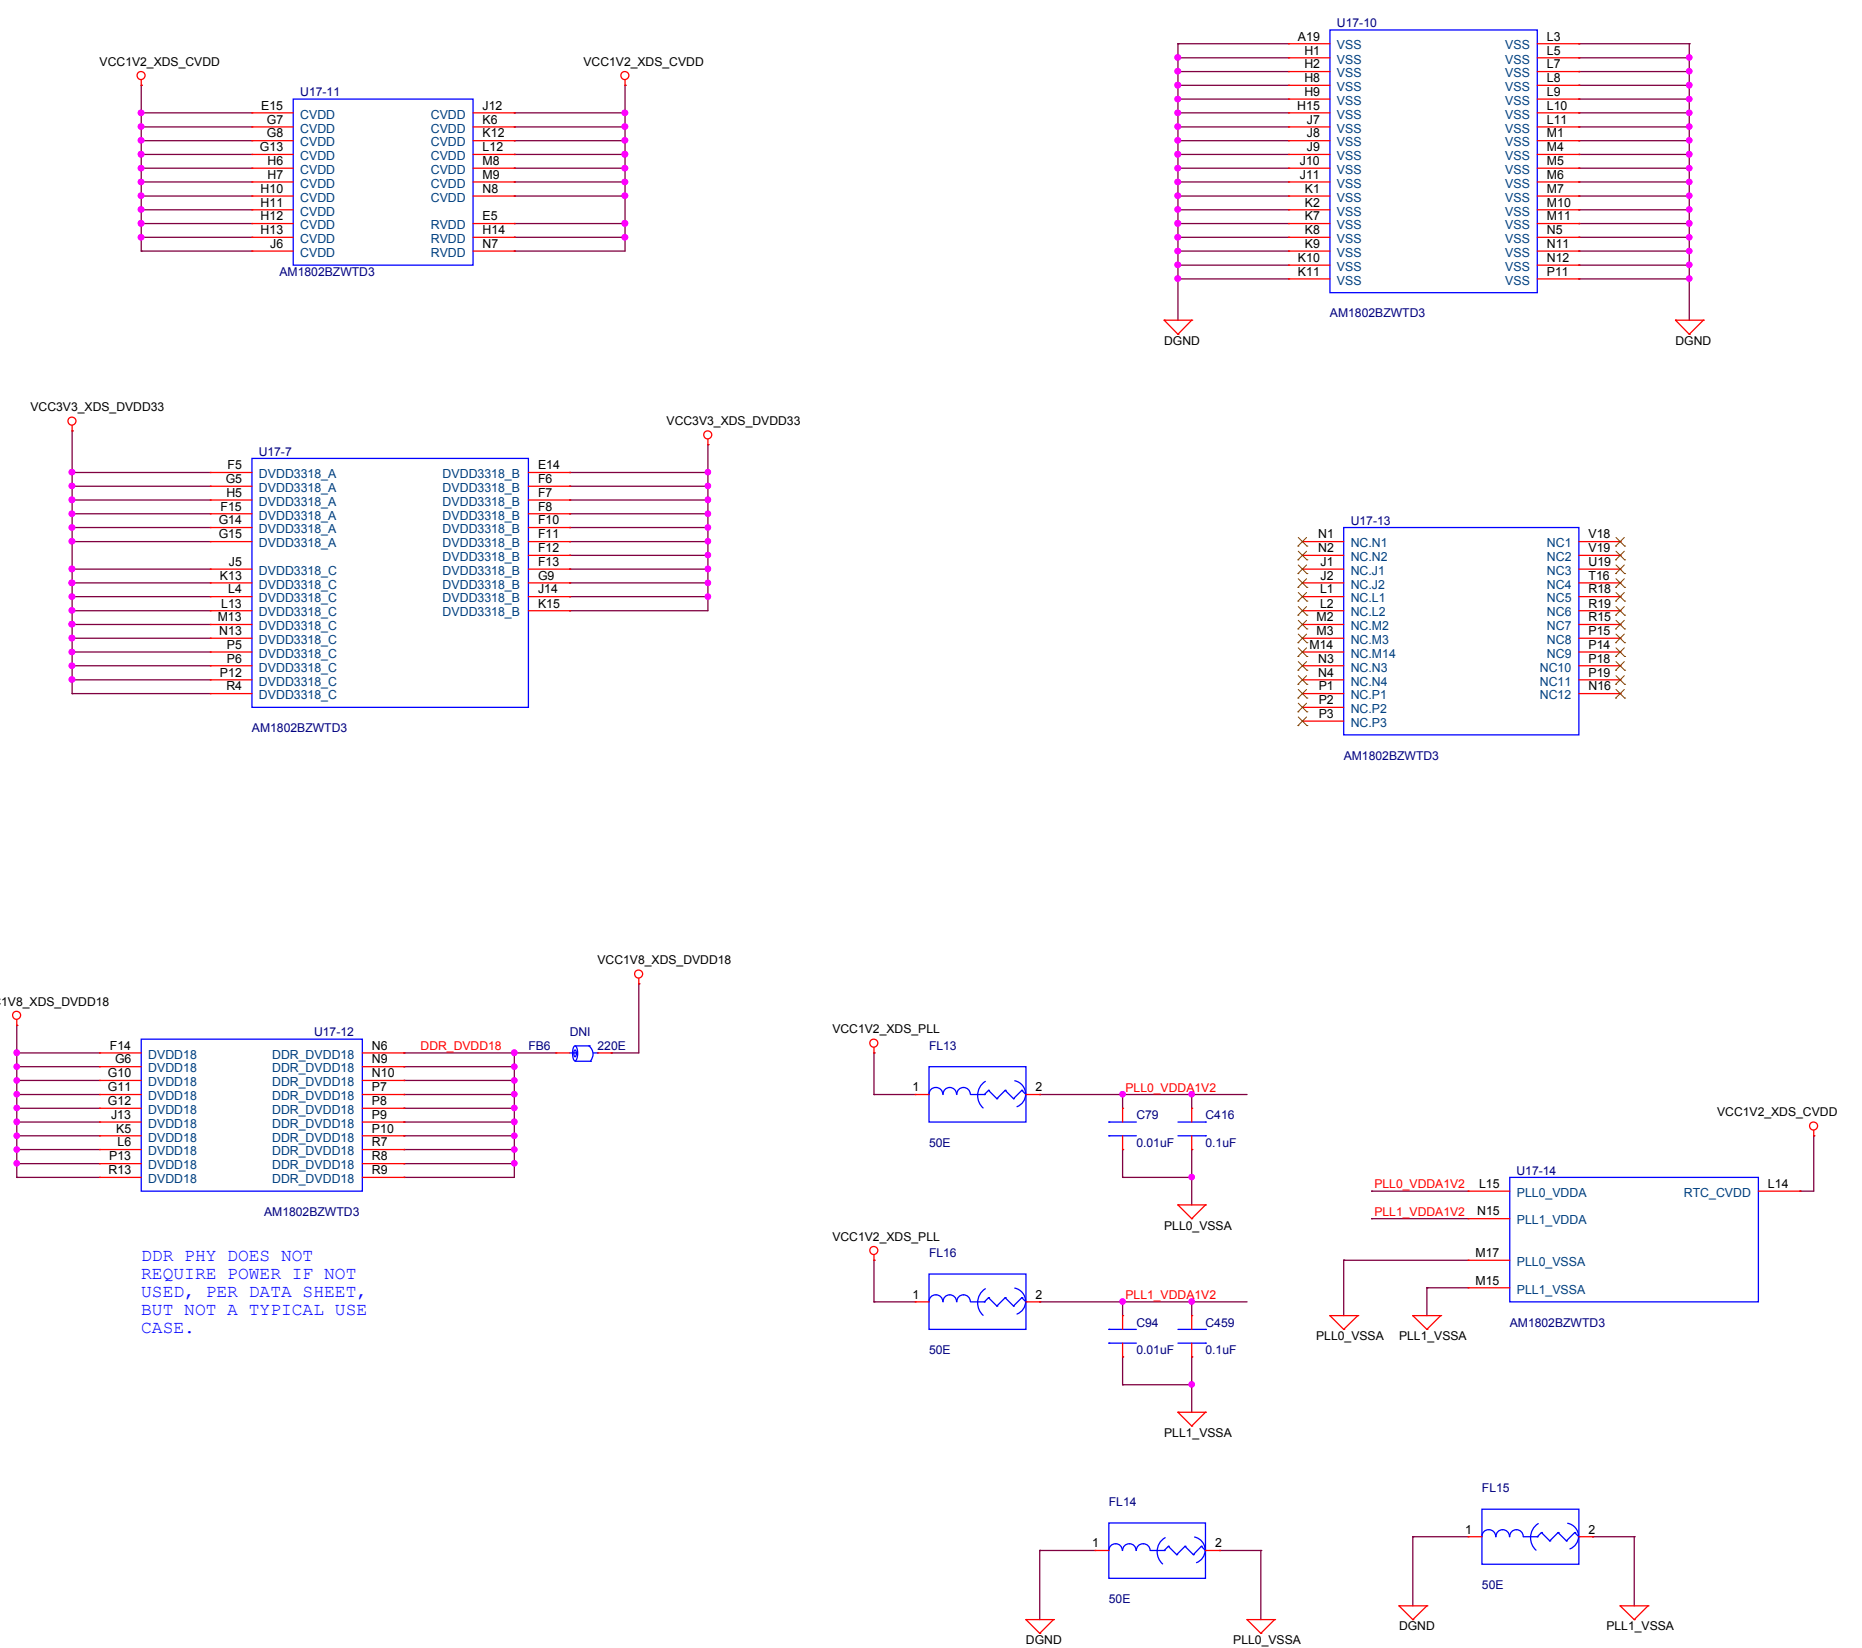 VCC1V2_XDS_CVDD
VCC1V2_XDS_CVDD
U17-11
E15 CVDD CVDD J12
G7 CVDD CVDD K6
G8 CVDD CVDD K12
G13 CVDD CVDD L12
H6 CVDD CVDD M8
H7 CVDD CVDD M9
H10 CVDD CVDD N8
H11 CVDD
H12 CVDD RVDD E5
H13 CVDD RVDD H14
J6 CVDD RVDD N7
AM1802BZWTD3
U17-10
A19 VSS VSS L3
H1 VSS VSS L5
H2 VSS VSS L7
H8 VSS VSS L8
H9 VSS VSS L9
H15 VSS VSS L10
J7 VSS VSS L11
J8 VSS VSS M1
J9 VSS VSS M4
J10 VSS VSS M5
J11 VSS VSS M6
K1 VSS VSS M7
K2 VSS VSS M10
K7 VSS VSS M11
K8 VSS VSS N5
K9 VSS VSS N11
K10 VSS VSS N12
K11 VSS VSS P11
AM1802BZWTD3
DGND
DGND
VCC3V3_XDS_DVDD33
VCC3V3_XDS_DVDD33
U17-7
F5 DVDD3318_A DVDD3318_B E14
G5 DVDD3318_A DVDD3318_B F6
H5 DVDD3318_A DVDD3318_B F7
F15 DVDD3318_A DVDD3318_B F8
G14 DVDD3318_A DVDD3318_B F10
G15 DVDD3318_A DVDD3318_B F11
DVDD3318_B F12
J5 DVDD3318_C DVDD3318_B F13
K13 DVDD3318_C DVDD3318_B G9
L4 DVDD3318_C DVDD3318_B J14
L13 DVDD3318_C DVDD3318_B K15
M13 DVDD3318_C
N13 DVDD3318_C
P5 DVDD3318_C
P6 DVDD3318_C
P12 DVDD3318_C
R4 DVDD3318_C
AM1802BZWTD3
U17-13
N1 NC.N1 NC1 V18
N2 NC.N2 NC2 V19
J1 NC.J1 NC3 U19
J2 NC.J2 NC4 T16
L1 NC.L1 NC5 R18
L2 NC.L2 NC6 R19
M2 NC.M2 NC7 R15
M3 NC.M3 NC8 P15
M14 NC.M14 NC9 P14
N3 NC.N3 NC10 P18
N4 NC.N4 NC11 P19
P1 NC.P1 NC12 N16
P2 NC.P2
P3 NC.P3
AM1802BZWTD3
VCC1V8_XDS_DVDD18
1V8_XDS_DVDD18
U17-12
DNI
F14 DVDD18 DDR_DVDD18 N6 DDR_DVDD18 FB6 220E
G6 DVDD18 DDR_DVDD18 N9
G10 DVDD18 DDR_DVDD18 N10
G11 DVDD18 DDR_DVDD18 P7
G12 DVDD18 DDR_DVDD18 P8
J13 DVDD18 DDR_DVDD18 P9
K5 DVDD18 DDR_DVDD18 P10
L6 DVDD18 DDR_DVDD18 R7
P13 DVDD18 DDR_DVDD18 R8
R13 DVDD18 DDR_DVDD18 R9
AM1802BZWTD3
DDR PHY DOES NOT
REQUIRE POWER IF NOT
USED, PER DATA SHEET,
BUT NOT A TYPICAL USE
CASE.
VCC1V2_XDS_PLL
FL13
1 2 PLL0_VDDA1V2
C79 C416
50E 0.01uF 0.1uF
PLL0_VSSA
VCC1V2_XDS_PLL
FL16
1 2 PLL1_VDDA1V2
C94 C459
50E 0.01uF 0.1uF
PLL1_VSSA
VCC1V2_XDS_CVDD
U17-14
PLL0_VDDA1V2 L15 PLL0_VDDA RTC_CVDD L14
PLL1_VDDA1V2 N15 PLL1_VDDA
M17 PLL0_VSSA
M15 PLL1_VSSA
AM1802BZWTD3
PLL0_VSSA PLL1_VSSA
FL14
1 2
50E
DGND PLL0_VSSA
FL15
1 2
50E
DGND PLL1_VSSA